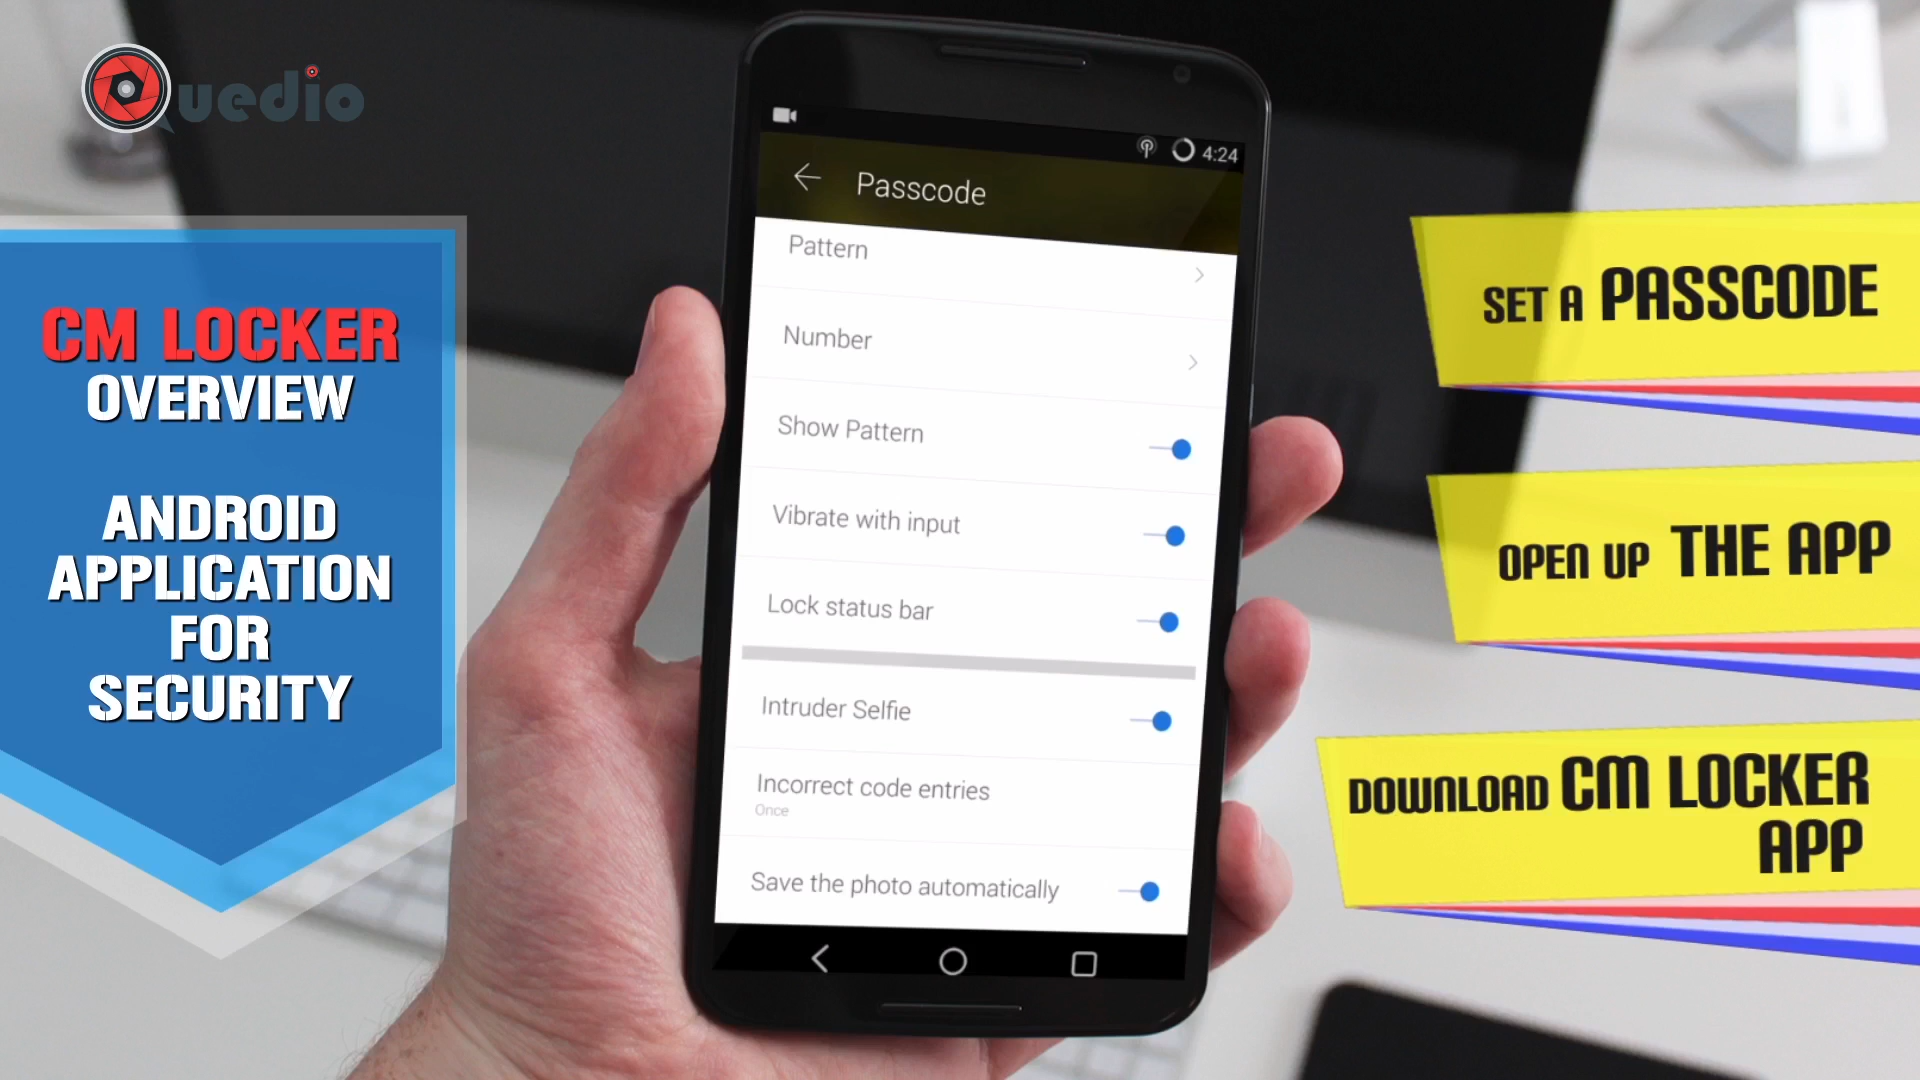 Quedio
CM LOCKER
OVERVIEW
ANDROID
APPLICATION
FOR
SECURITY
4:24
Passcode
Pattern
Number
Show Pattern
Vibrate with input
Lock status bar
Intruder Selfie
Incorrect code entries
Once
Save the photo automatically
SET A PASSCODE
OPEN UP THE APP
DOWNLOAD CM LOCKER
APP